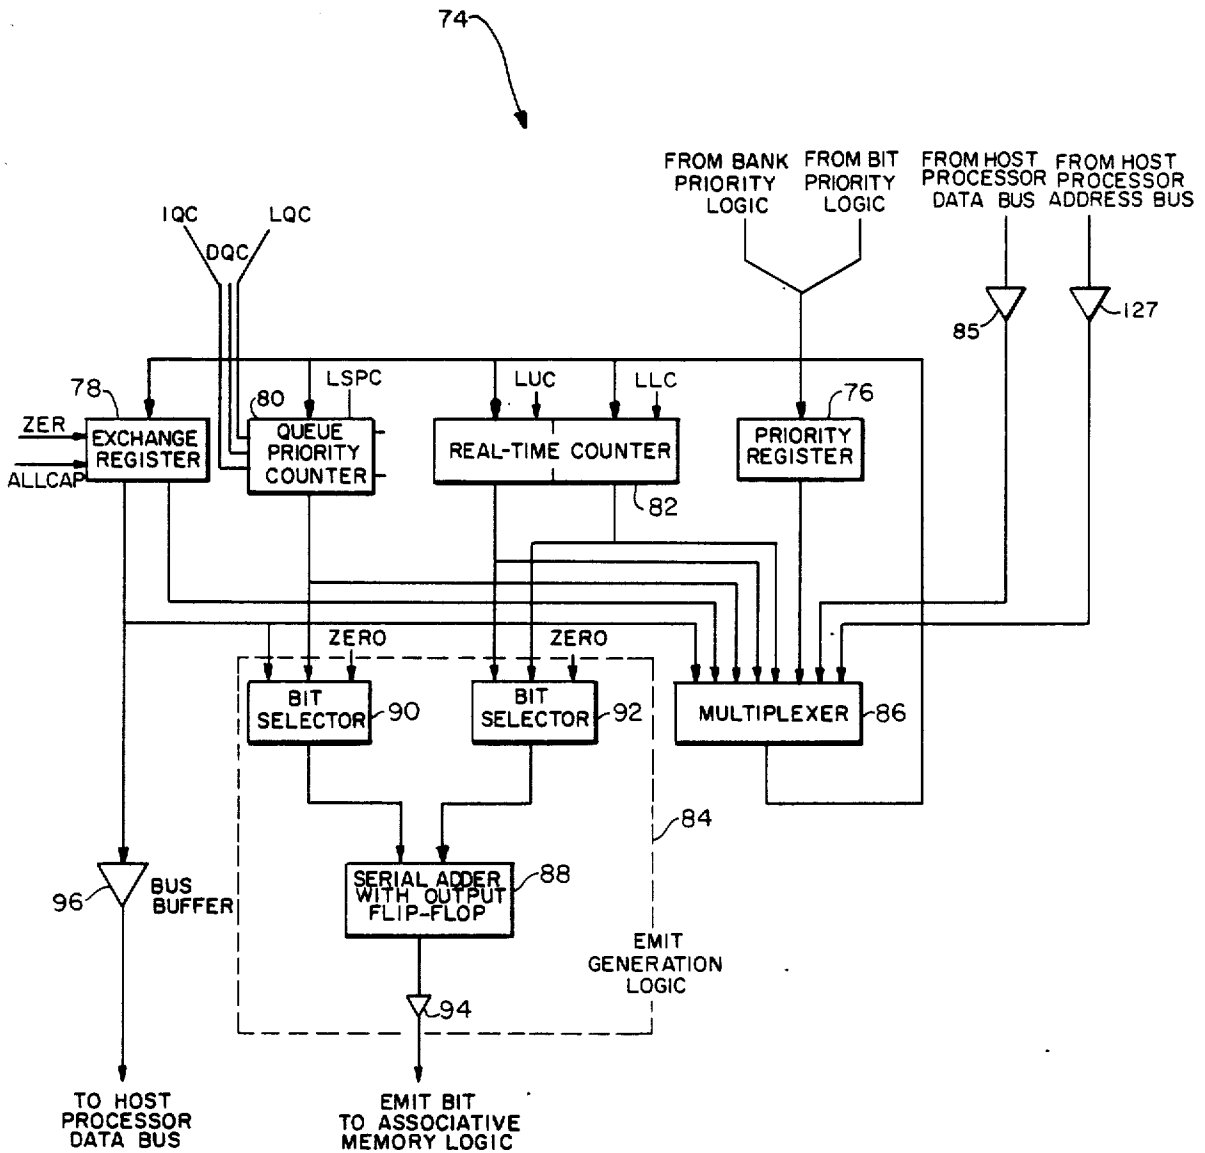 74
FROM BANK
PRIORITY
LOGIC
FROM BIT
PRIORITY
LOGIC
FROM HOST
PROCESSOR
DATA BUS
FROM HOST
PROCESSOR
ADDRESS BUS
IQC
DQC
LQC
85
127
78
80
LSPC
LUC
LLC
76
ZER
ALLCAP
EXCHANGE
REGISTER
QUEUE
PRIORITY
COUNTER
REAL-TIME COUNTER
82
PRIORITY
REGISTER
ZERO
ZERO
BIT
SELECTOR
90
BIT
SELECTOR
92
MULTIPLEXER
86
84
96
BUS
BUFFER
SERIAL ADDER
WITH OUTPUT
FLIP-FLOP
88
EMIT
GENERATION
LOGIC
94
TO HOST
PROCESSOR
DATA BUS
EMIT BIT
TO ASSOCIATIVE
MEMORY LOGIC